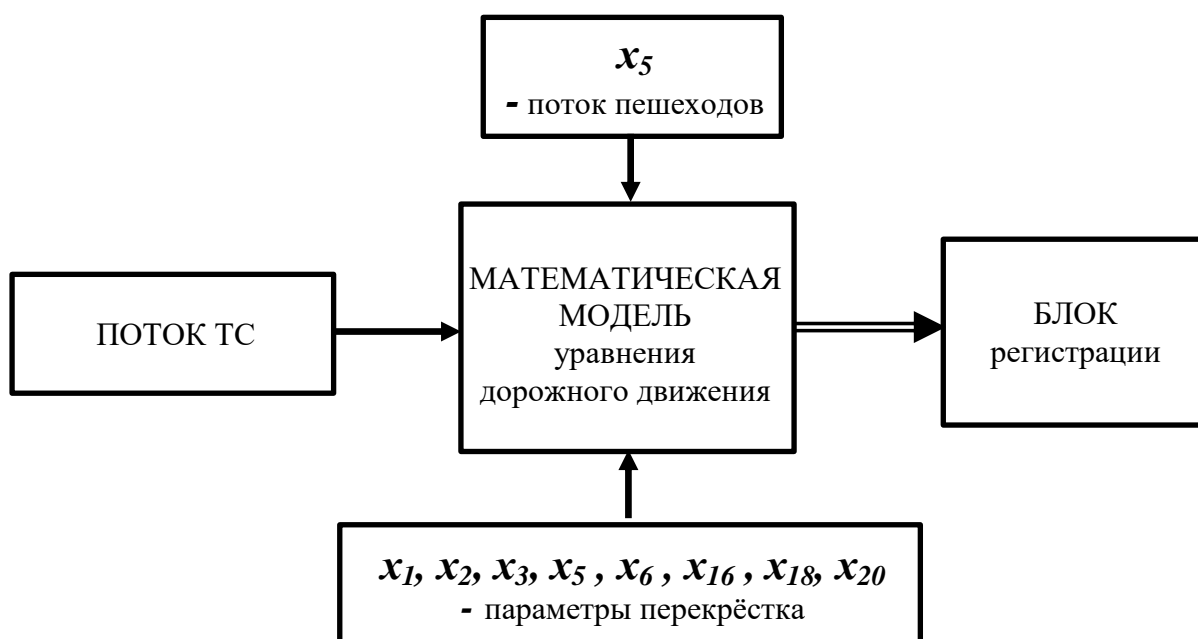 x5
- поток пешеходов
ПОТОК ТС
МАТЕМАТИЧЕСКАЯ
МОДЕЛЬ
уравнения
дорожного движения
БЛОК
регистрации
x1, x2, x3, x5 , x6 , x16 , x18, x20
- параметры перекрёстка